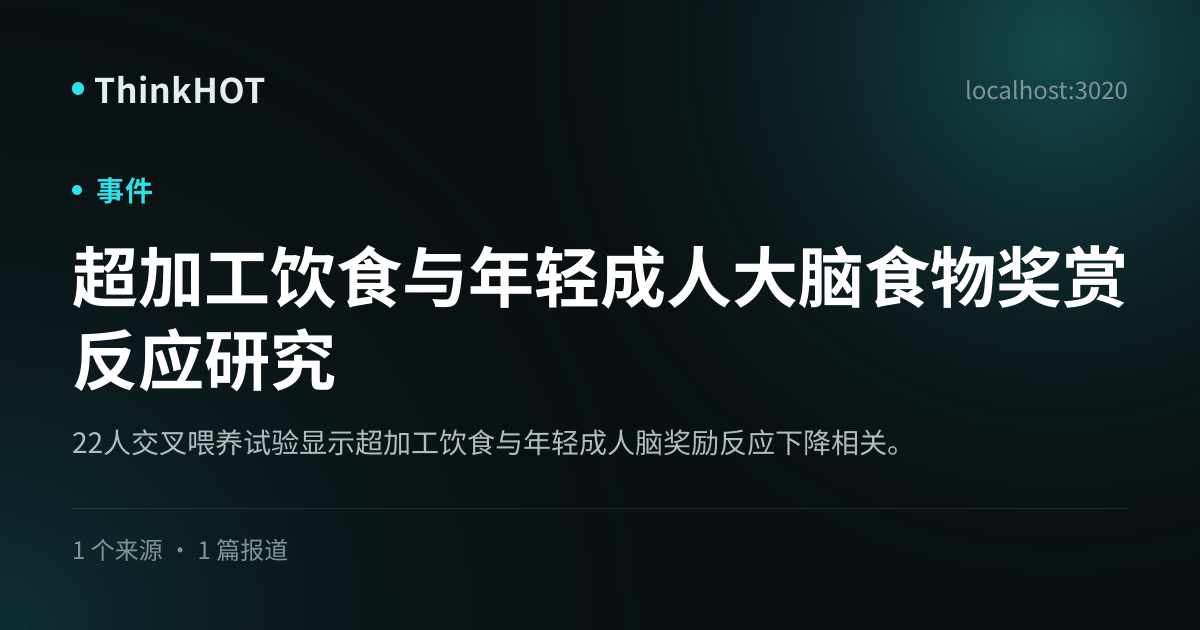 ThinkHOT
localhost:3020
事件
超加工饮食与年轻成人大脑食物奖赏
反应研究
22人交叉喂养试验显示超加工饮食与年轻成人脑奖励反应下降相关。
1 个来源 · 1 篇报道